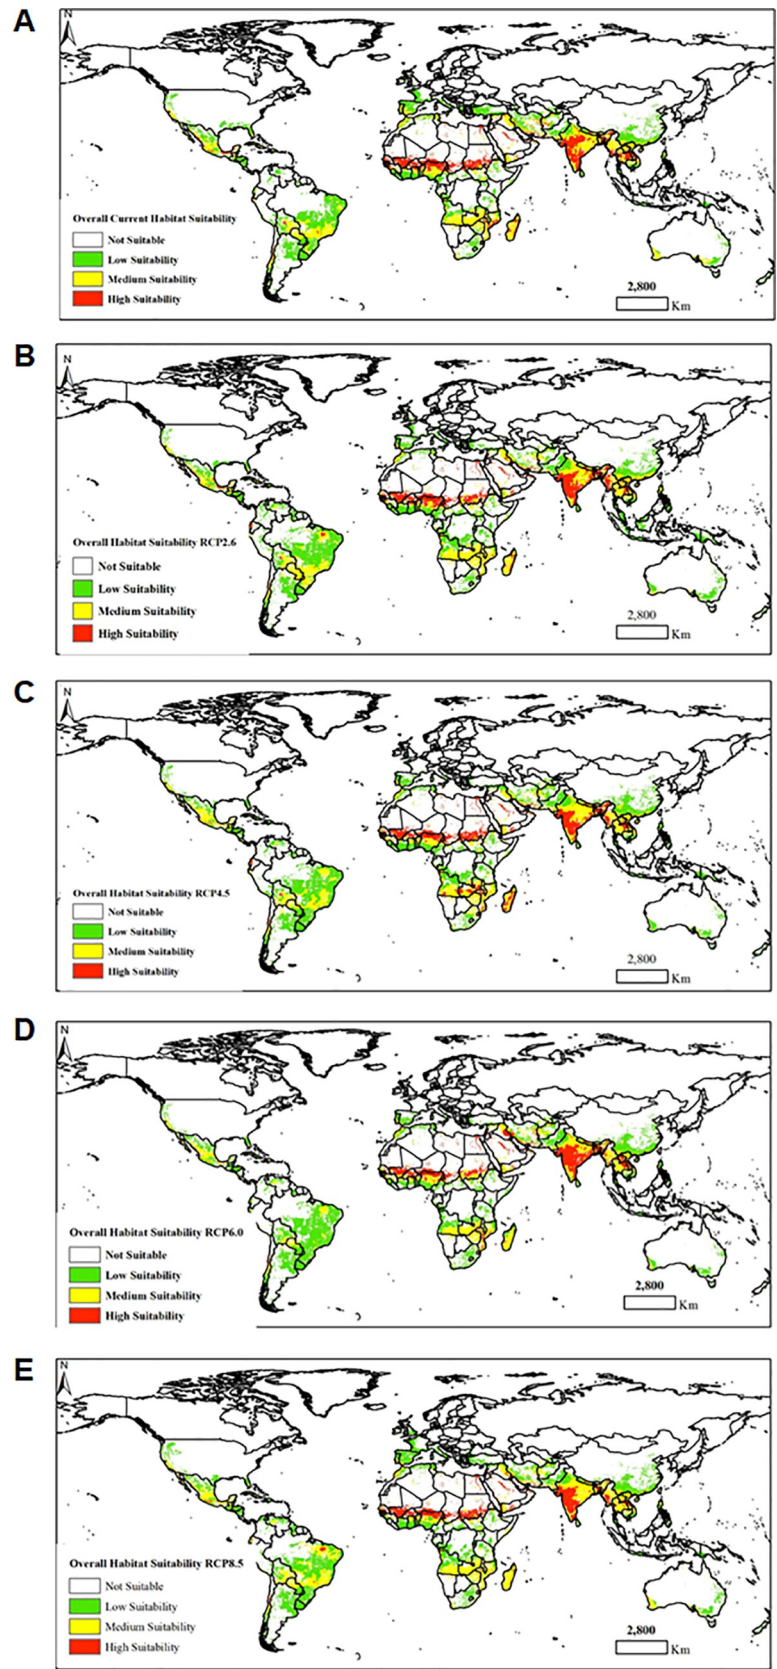 A
N
Overall Current Habitat Suitability
Not Suitable
Low Suitability
Medium Suitability
High Suitability
2,800
Km
B
N
Overall Habitat Suitability RCP2.6
Not Suitable
Low Suitability
Medium Suitability
High Suitability
2,800
Km
C
N
Overall Habitat Suitability RCP4.5
Not Suitable
Low Suitability
Medium Suitability
High Suitability
2,800
Km
D
N
Overall Habitat Suitability RCP6.0
Not Suitable
Low Suitability
Medium Suitability
High Suitability
2,800
Km
E
N
Overall Habitat Suitability RCP8.5
Not Suitable
Low Suitability
Medium Suitability
High Suitability
2,800
Km